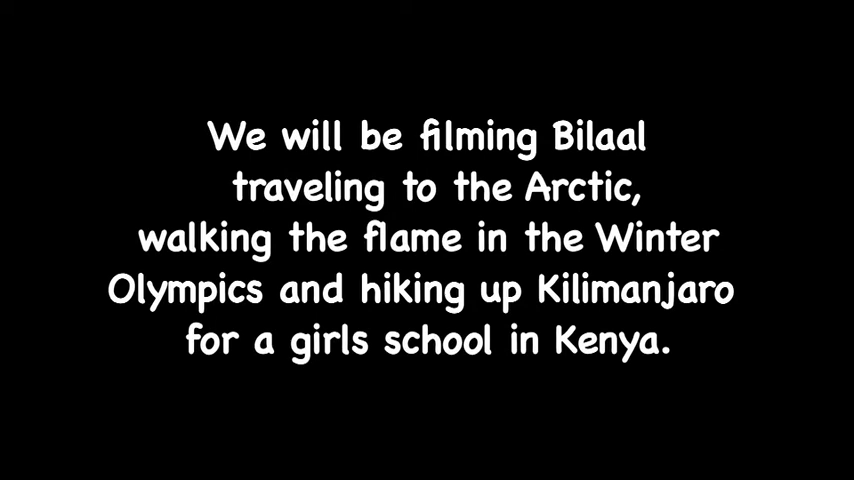 We will be filming Bilaal
traveling to the Arctic,
walking the flame in the Winter
Olympics and hiking up Kilimanjaro
for a girls school in Kenya.